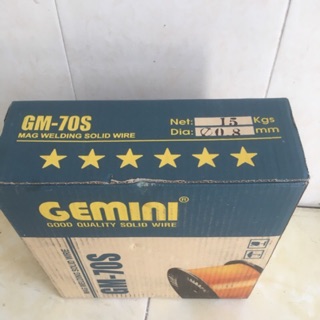 GM-70S
MAG WELDING SOLID WIRE
Net: 15 Kgs
Dia: ∅0.8 mm
GEMINI®
GOOD QUALITY SOLID WIRE
GM-70S